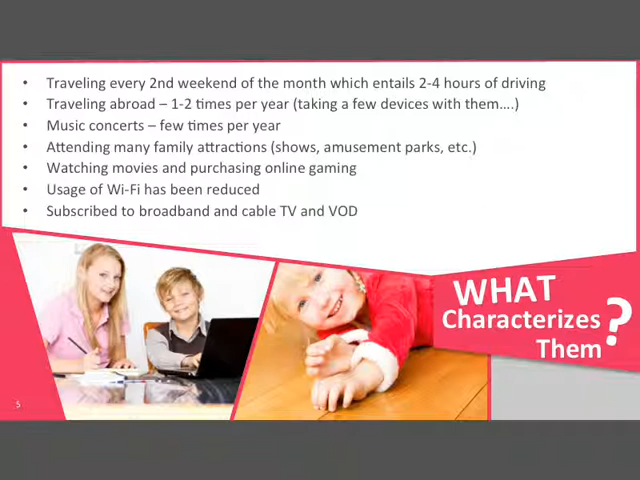 • Traveling every 2nd weekend of the month which entails 2-4 hours of driving
• Traveling abroad – 1-2 times per year (taking a few devices with them….)
• Music concerts – few times per year
• Attending many family attractions (shows, amusement parks, etc.)
• Watching movies and purchasing online gaming
• Usage of Wi-Fi has been reduced
• Subscribed to broadband and cable TV and VOD
WHAT
Characterizes
Them?
5